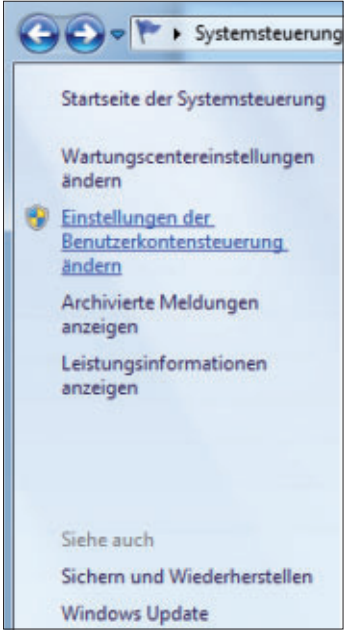 Systemsteuerung
Startseite der Systemsteuerung
Wartungscentereinstellungen
ändern
Einstellungen der
Benutzerkontensteuerung
ändern
Archivierte Meldungen
anzeigen
Leistungsinformationen
anzeigen
Siehe auch
Sichern und Wiederherstellen
Windows Update